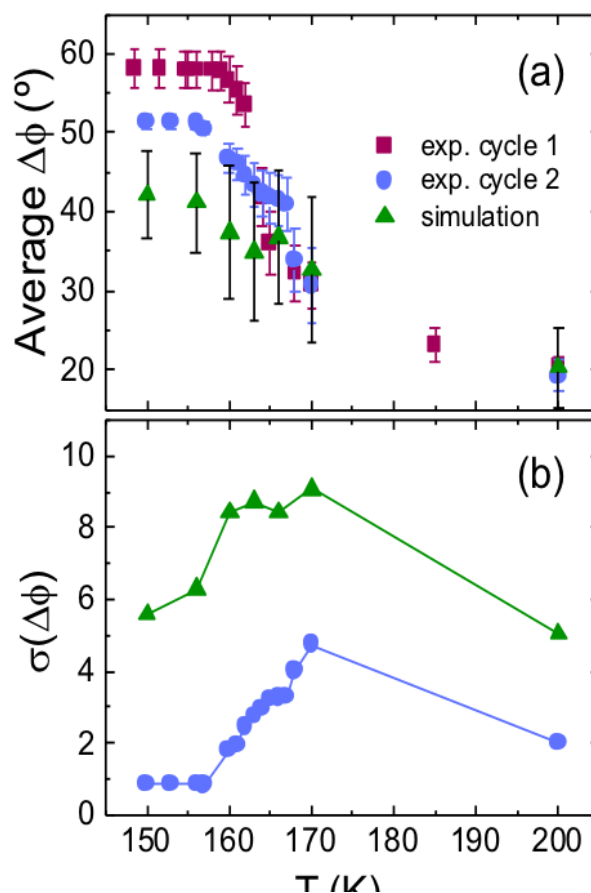 60
50
40
30
20
Average Δϕ (º)
(a)
exp. cycle 1
exp. cycle 2
simulation
10
8
6
4
2
0
σ(Δϕ)
(b)
150 160 170 180 190 200
T (K)